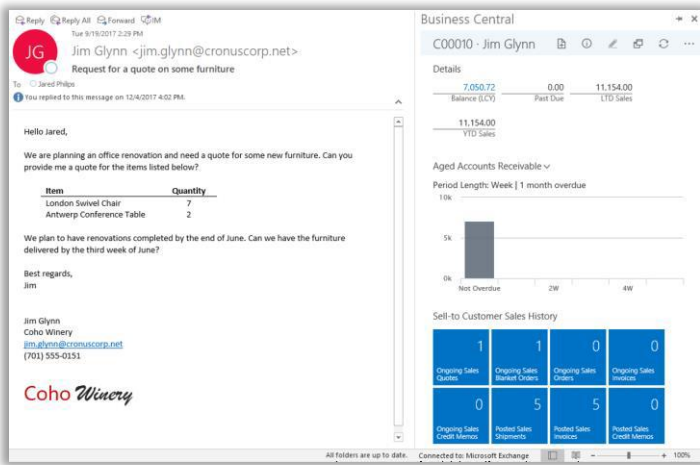 Reply Reply All Forward IM
Tue 9/19/2017 2:29 PM
JG
Jim Glynn <jim.glynn@cronuscorp.net>
Request for a quote on some furniture
To Jared Philips
You replied to this message on 12/4/2017 4:02 PM.
Hello Jared,
We are planning an office renovation and need a quote for some new furniture. Can you
provide me a quote for the items listed below?
Item Quantity
London Swivel Chair 7
Antwerp Conference Table 2
We plan to have renovations completed by the end of June. Can we have the furniture
delivered by the third week of June?
Best regards,
Jim
Jim Glynn
Coho Winery
jim.glynn@cronuscorp.net
(701) 555-0151
Coho Winery
Business Central
C00010 · Jim Glynn
Details
7,050.72 0.00 11,154.00
Balance (LCY) Past Due LTD Sales
11,154.00
YTD Sales
Aged Accounts Receivable
Period Length: Week | 1 month overdue
10k
5k
0k
Not Overdue 2W 4W
Sell-to Customer Sales History
1 1 0 0
Ongoing Sales Quotes Ongoing Sales Blanket Orders Ongoing Sales Orders Ongoing Sales Invoices
0 5 5 0
Ongoing Sales Credit Memos Posted Sales Shipments Posted Sales Invoices Posted Sales Credit Memos
All folders are up to date. Connected to: Microsoft Exchange 100%